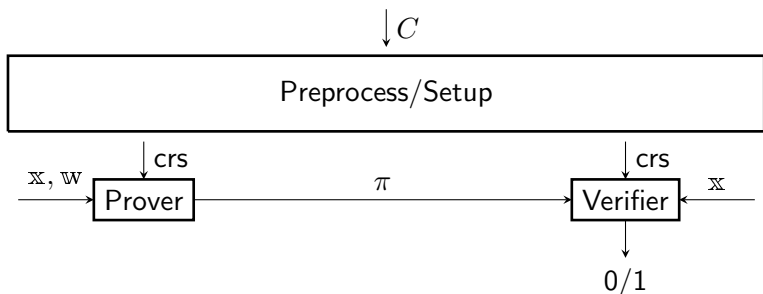 C
Preprocess/Setup
crs
crs
𝕩, 𝕨
Prover
π
Verifier
𝕩
0/1